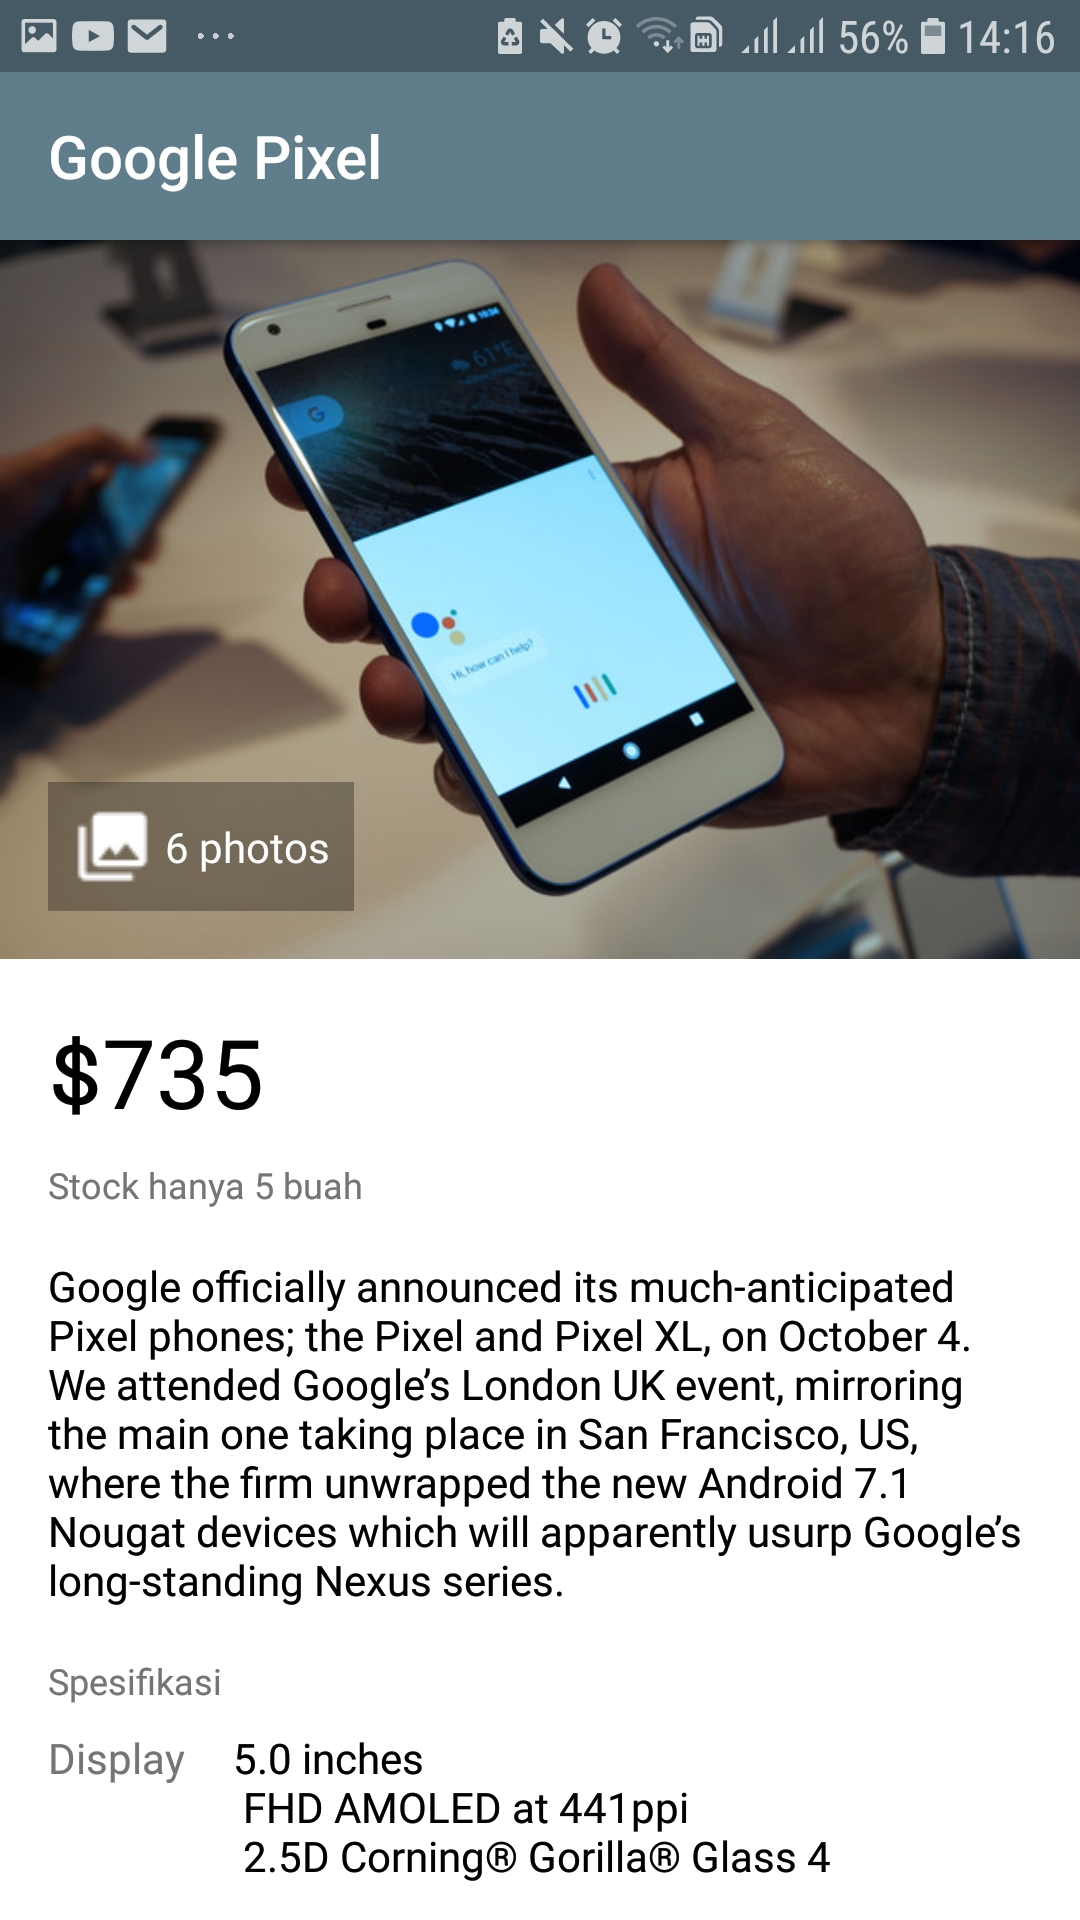 56% 14:16
Google Pixel
10:24
61°F
G
Hi, how can I help?
6 photos
$735
Stock hanya 5 buah
Google officially announced its much-anticipated
Pixel phones; the Pixel and Pixel XL, on October 4.
We attended Google’s London UK event, mirroring
the main one taking place in San Francisco, US,
where the firm unwrapped the new Android 7.1
Nougat devices which will apparently usurp Google’s
long-standing Nexus series.
Spesifikasi
Display 5.0 inches
FHD AMOLED at 441ppi
2.5D Corning® Gorilla® Glass 4